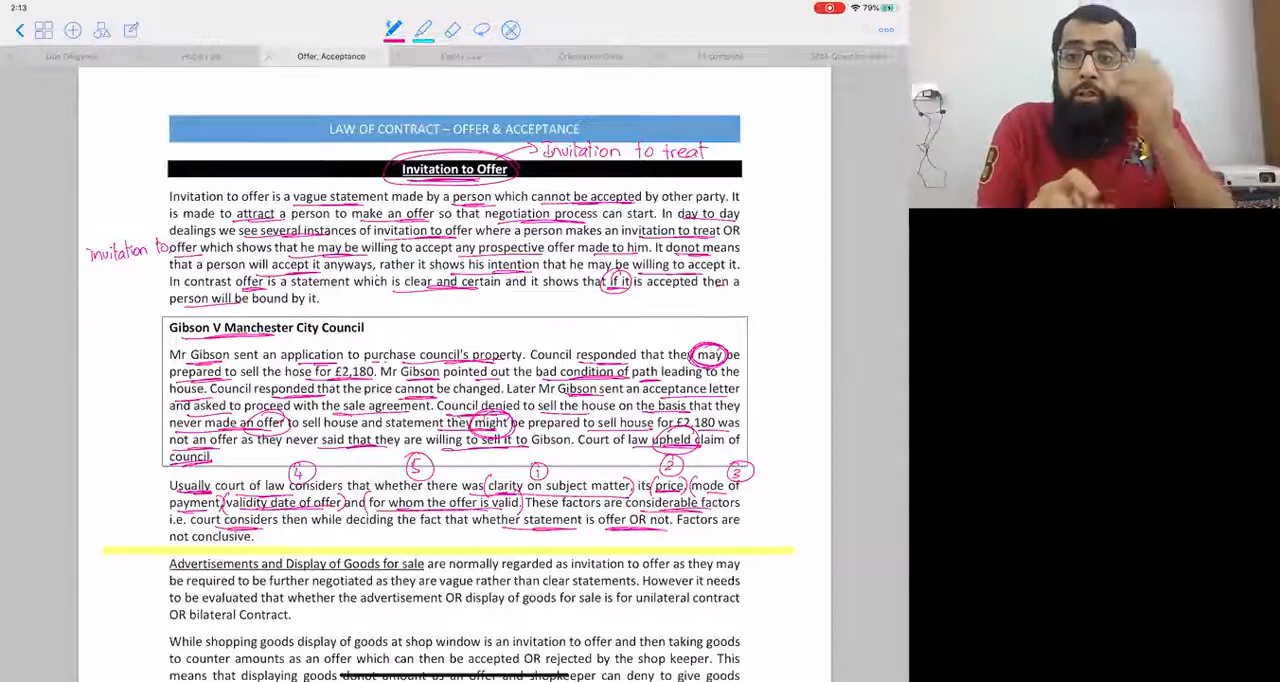 2:13
79%
Offer, Acceptance
Equity Law
LAW OF CONTRACT – OFFER & ACCEPTANCE
Invitation to Offer
Invitation to treat
Invitation to offer is a vague statement made by a person which cannot be accepted by other party. It
is made to attract a person to make an offer so that negotiation process can start. In day to day
dealings we see several instances of invitation to offer where a person makes an invitation to treat OR
invitation to
offer which shows that he may be willing to accept any prospective offer made to him. It donot means
that a person will accept it anyways, rather it shows his intention that he may be willing to accept it.
In contrast offer is a statement which is clear and certain and it shows that if it is accepted then a
person will be bound by it.
Gibson V Manchester City Council
Mr Gibson sent an application to purchase council's property. Council responded that they may be
prepared to sell the hose for £2,180. Mr Gibson pointed out the bad condition of path leading to the
house. Council responded that the price cannot be changed. Later Mr Gibson sent an acceptance letter
and asked to proceed with the sale agreement. Council denied to sell the house on the basis that they
never made an offer to sell house and statement they might be prepared to sell house for £2,180 was
not an offer as they never said that they are willing to sell it to Gibson. Court of law upheld claim of
council.
4 5 1 2 3
Usually court of law considers that whether there was clarity on subject matter, its price, mode of
payment, validity date of offer and for whom the offer is valid. These factors are considerable factors
i.e. court considers then while deciding the fact that whether statement is offer OR not. Factors are
not conclusive.
Advertisements and Display of Goods for sale are normally regarded as invitation to offer as they may
be required to be further negotiated as they are vague rather than clear statements. However it needs
to be evaluated that whether the advertisement OR display of goods for sale is for unilateral contract
OR bilateral Contract.
While shopping goods display of goods at shop window is an invitation to offer and then taking goods
to counter amounts as an offer which can then be accepted OR rejected by the shop keeper. This
means that displaying goods donot amount as an offer and shopkeeper can deny to give goods